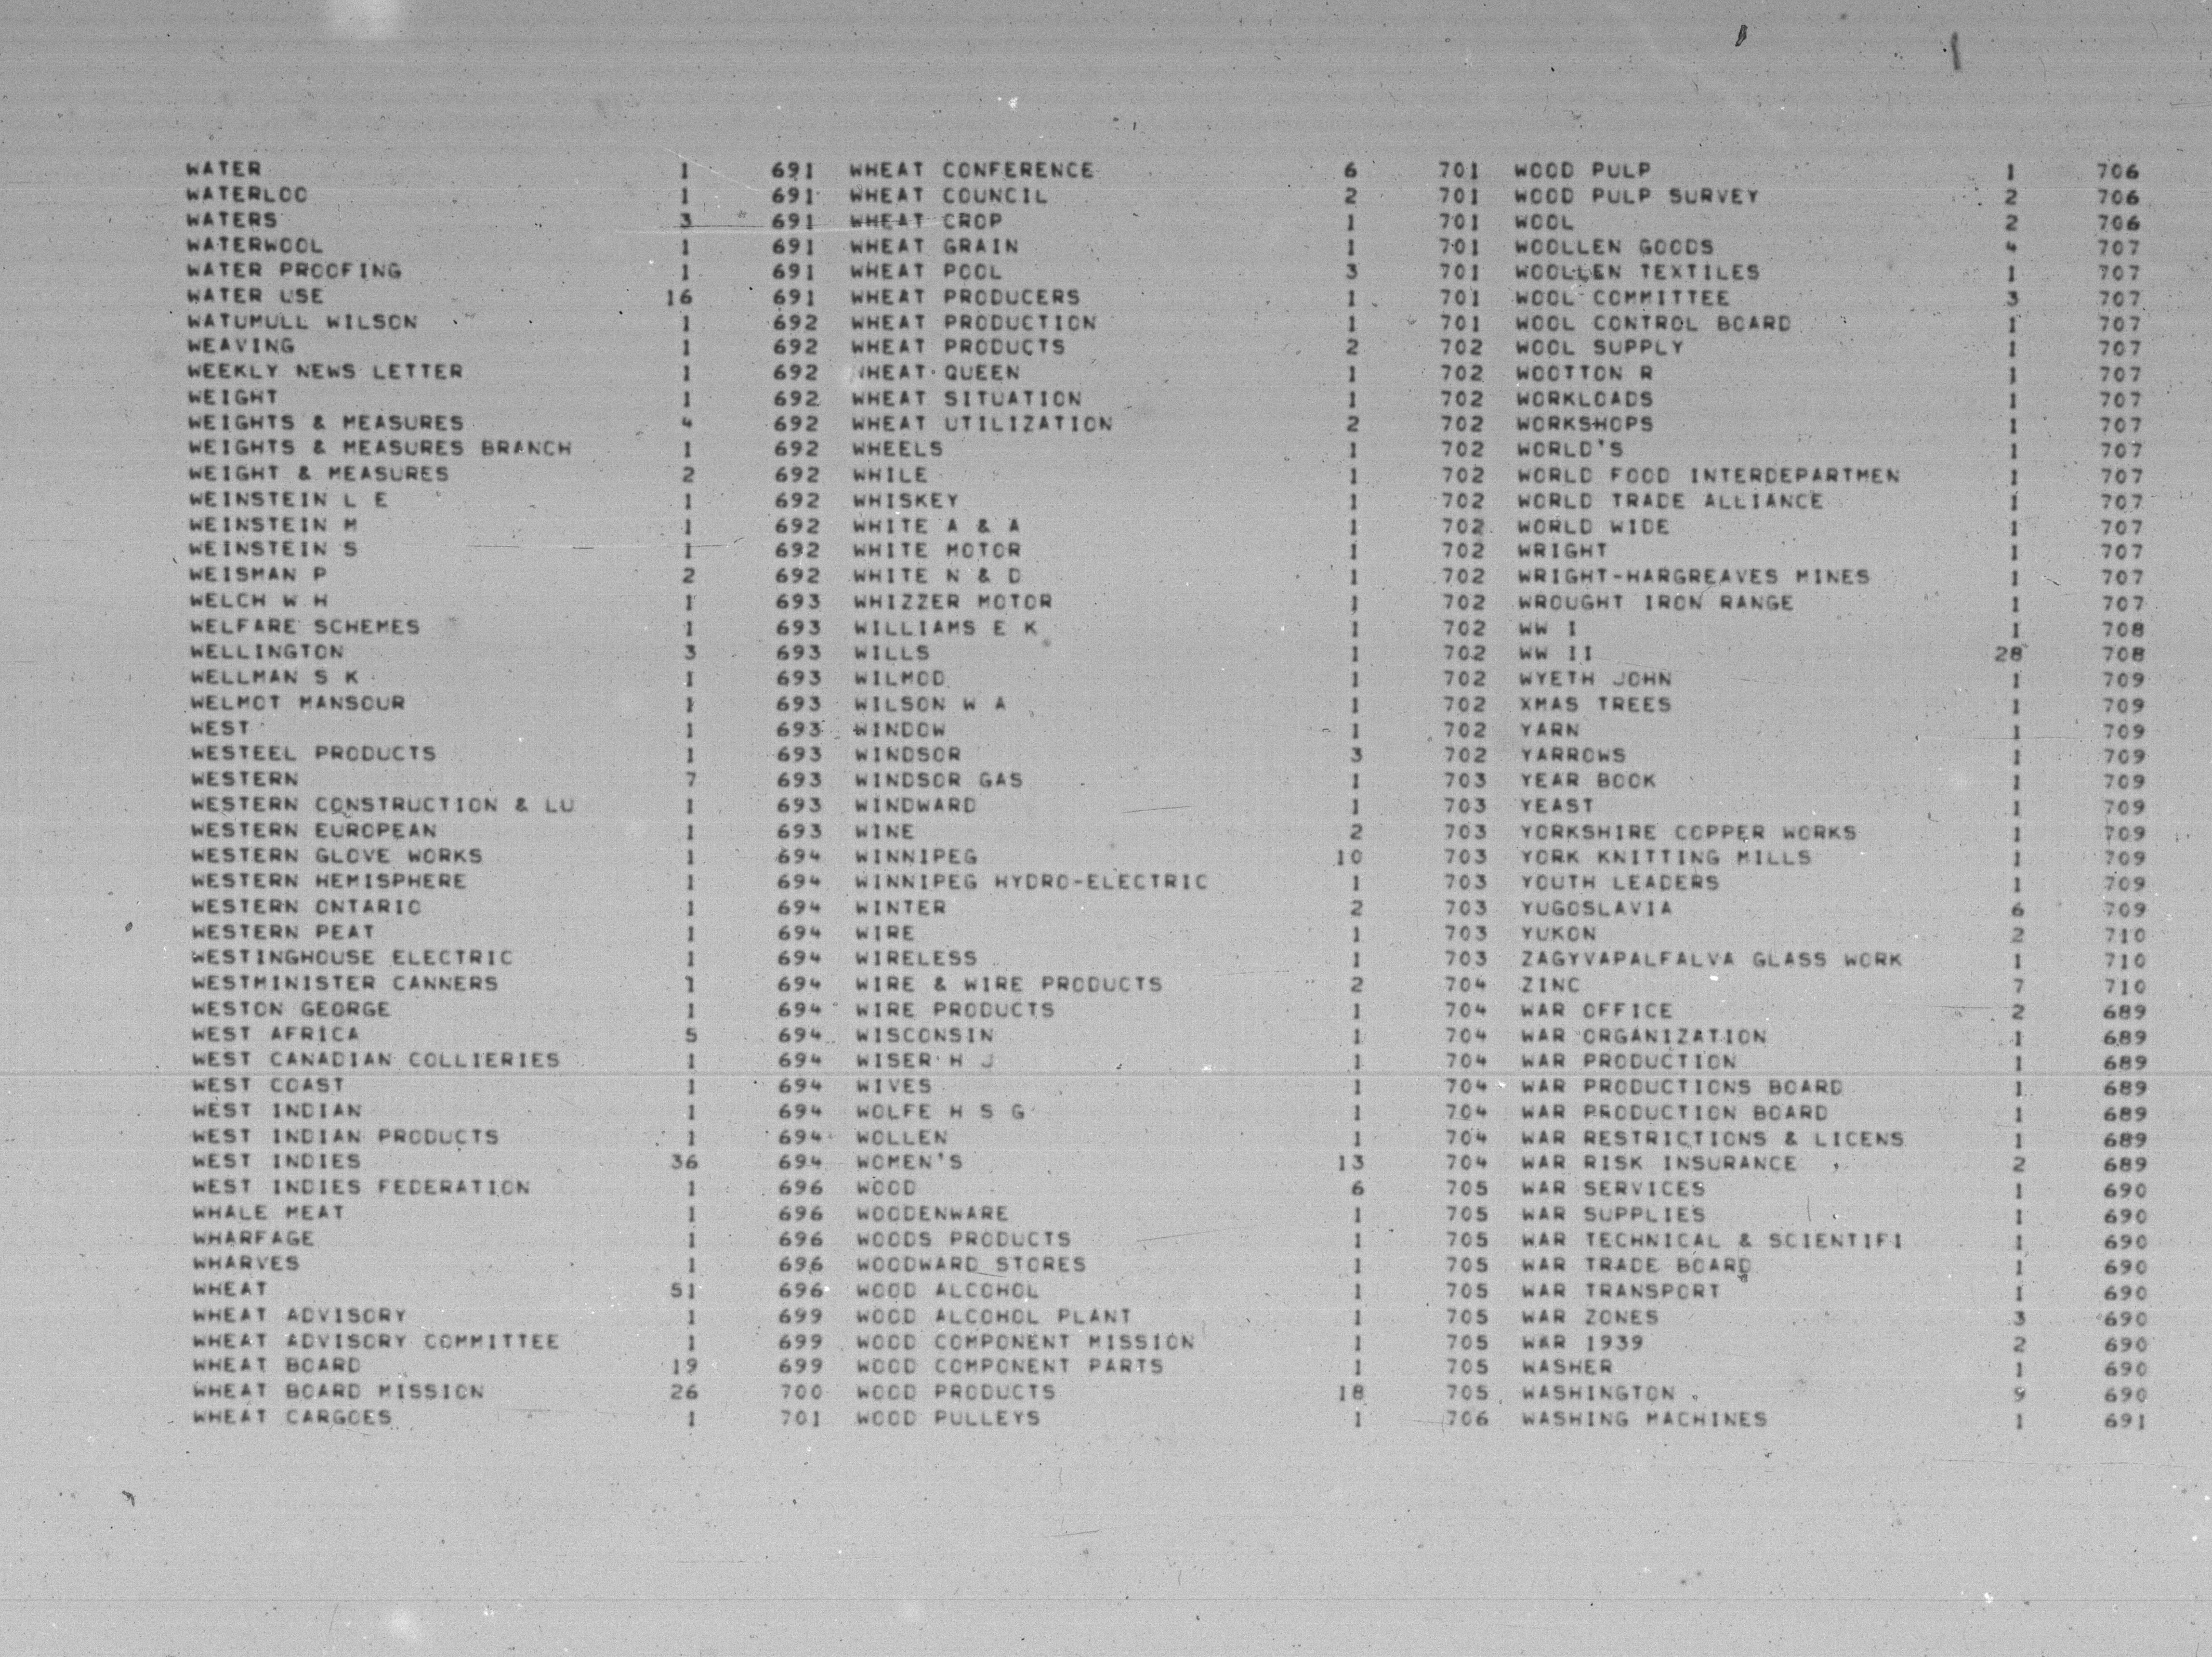 WATER 1 691 WHEAT CONFERENCE 6 701 WOOD PULP 1 706
WATERLOO 1 691 WHEAT COUNCIL 2 701 WOOD PULP SURVEY 2 706
WATERS 3 691 WHEAT CROP 1 701 WOOL 2 706
WATERWOOL 1 691 WHEAT GRAIN 1 701 WOOLLEN GOODS 4 707
WATER PROOFING 1 691 WHEAT POOL 3 701 WOOLLEN TEXTILES 1 707
WATER USE 16 691 WHEAT PRODUCERS 1 701 WOOL COMMITTEE 3 707
WATUMULL WILSON 1 692 WHEAT PRODUCTION 1 701 WOOL CONTROL BOARD 1 707
WEAVING 1 692 WHEAT PRODUCTS 2 702 WOOL SUPPLY 1 707
WEEKLY NEWS LETTER 1 692 WHEAT QUEEN 1 702 WOOTTON R 1 707
WEIGHT 1 692 WHEAT SITUATION 1 702 WORKLOADS 1 707
WEIGHTS & MEASURES 4 692 WHEAT UTILIZATION 2 702 WORKSHOPS 1 707
WEIGHTS & MEASURES BRANCH 1 692 WHEELS 1 702 WORLD'S 1 707
WEIGHT & MEASURES 2 692 WHILE 1 702 WORLD FOOD INTERDEPARTMEN 1 707
WEINSTEIN L E 1 692 WHISKEY 1 702 WORLD TRADE ALLIANCE 1 707
WEINSTEIN M 1 692 WHITE A & A 1 702 WORLD WIDE 1 707
WEINSTEIN S 1 692 WHITE MOTOR 1 702 WRIGHT 1 707
WEISMAN P 2 692 WHITE N & D 1 702 WRIGHT-HARGREAVES MINES 1 707
WELCH W H 1 693 WHIZZER MOTOR 1 702 WROUGHT IRON RANGE 1 707
WELFARE SCHEMES 1 693 WILLIAMS E K 1 702 WW I 1 708
WELLINGTON 3 693 WILLS 1 702 WW II 28 708
WELLMAN S K 1 693 WILMOD 1 702 WYETH JOHN 1 709
WELMOT MANSOUR 1 693 WILSON W A 1 702 XMAS TREES 1 709
WEST 1 693 WINDOW 1 702 YARN 1 709
WESTEEL PRODUCTS 1 693 WINDSOR 3 702 YARROWS 1 709
WESTERN 7 693 WINDSOR GAS 1 703 YEAR BOOK 1 709
WESTERN CONSTRUCTION & LU 1 693 WINDWARD 1 703 YEAST 1 709
WESTERN EUROPEAN 1 693 WINE 2 703 YORKSHIRE COPPER WORKS 1 709
WESTERN GLOVE WORKS 1 694 WINNIPEG 10 703 YORK KNITTING MILLS 1 709
WESTERN HEMISPHERE 1 694 WINNIPEG HYDRO-ELECTRIC 1 703 YOUTH LEADERS 1 709
WESTERN ONTARIO 1 694 WINTER 2 703 YUGOSLAVIA 6 709
WESTERN PEAT 1 694 WIRE 1 703 YUKON 2 710
WESTINGHOUSE ELECTRIC 1 694 WIRELESS 1 703 ZAGYVAPALFALVA GLASS WORK 1 710
WESTMINISTER CANNERS 1 694 WIRE & WIRE PRODUCTS 2 704 ZINC 7 710
WESTON GEORGE 1 694 WIRE PRODUCTS 1 704 WAR OFFICE 2 689
WEST AFRICA 5 694 WISCONSIN 1 704 WAR ORGANIZATION 1 689
WEST CANADIAN COLLIERIES 1 694 WISER H J 1 704 WAR PRODUCTION 1 689
WEST COAST 1 694 WIVES 1 704 WAR PRODUCTIONS BOARD 1 689
WEST INDIAN 1 694 WOLFE H S G 1 704 WAR PRODUCTION BOARD 1 689
WEST INDIAN PRODUCTS 1 694 WOLLEN 1 704 WAR RESTRICTIONS & LICENS 1 689
WEST INDIES 36 694 WOMEN'S 13 704 WAR RISK INSURANCE 2 689
WEST INDIES FEDERATION 1 696 WOOD 6 705 WAR SERVICES 1 690
WHALE MEAT 1 696 WOODENWARE 1 705 WAR SUPPLIES 1 690
WHARFAGE 1 696 WOODS PRODUCTS 1 705 WAR TECHNICAL & SCIENTIFI 1 690
WHARVES 1 696 WOODWARD STORES 1 705 WAR TRADE BOARD 1 690
WHEAT 51 696 WOOD ALCOHOL 1 705 WAR TRANSPORT 1 690
WHEAT ADVISORY 1 699 WOOD ALCOHOL PLANT 1 705 WAR ZONES 3 690
WHEAT ADVISORY COMMITTEE 1 699 WOOD COMPONENT MISSION 1 705 WAR 1939 2 690
WHEAT BOARD 19 699 WOOD COMPONENT PARTS 1 705 WASHER 1 690
WHEAT BOARD MISSION 26 700 WOOD PRODUCTS 18 705 WASHINGTON 9 690
WHEAT CARGOES 1 701 WOOD PULLEYS 1 706 WASHING MACHINES 1 691